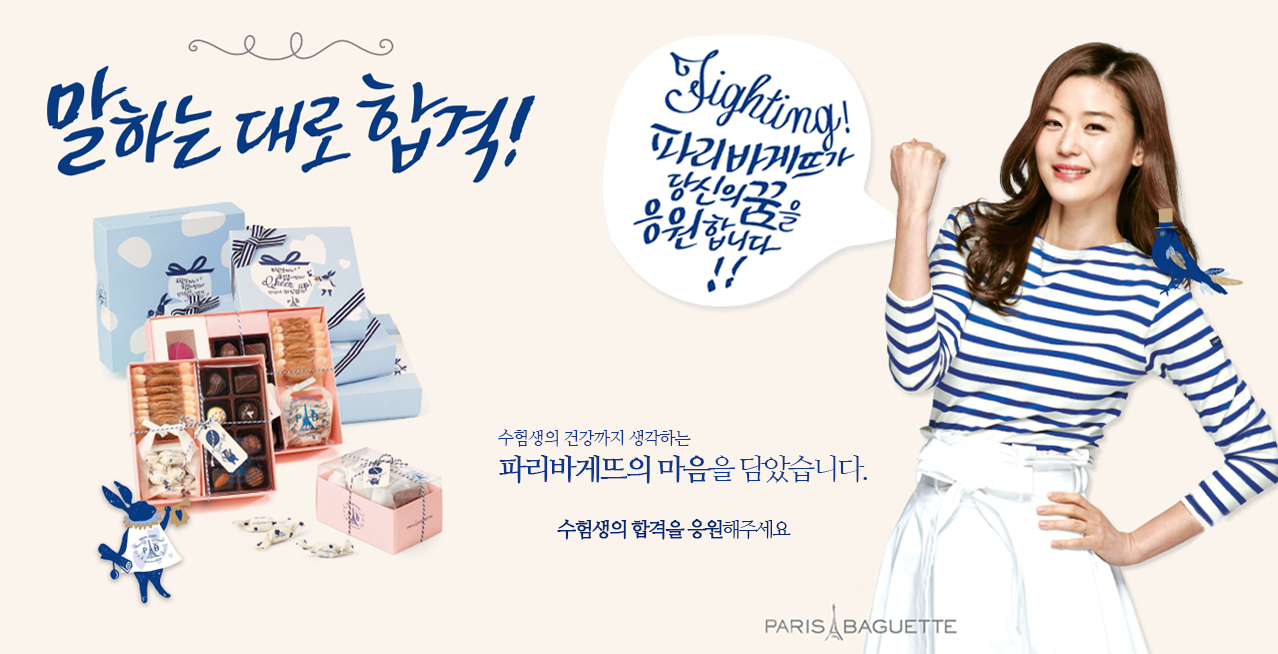 말하는 대로 합격!
Fighting!
파리바게뜨가
당신의 꿈을
응원합니다
!!
Cheer up!
P B
P B
수험생의 건강까지 생각하는
파리바게뜨의 마음을 담았습니다.
수험생의 합격을 응원해주세요
PARIS BAGUETTE